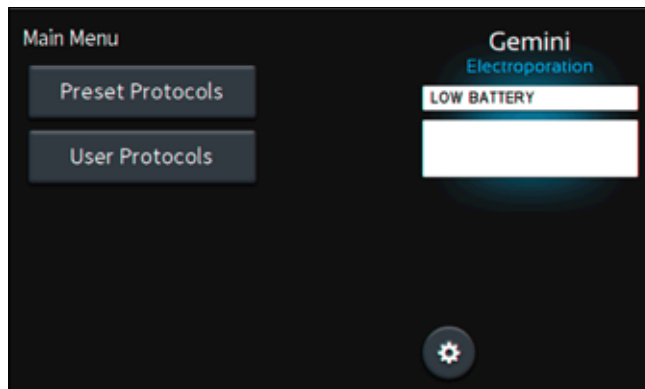 Main Menu
Preset Protocols
User Protocols
Gemini
Electroporation
LOW BATTERY